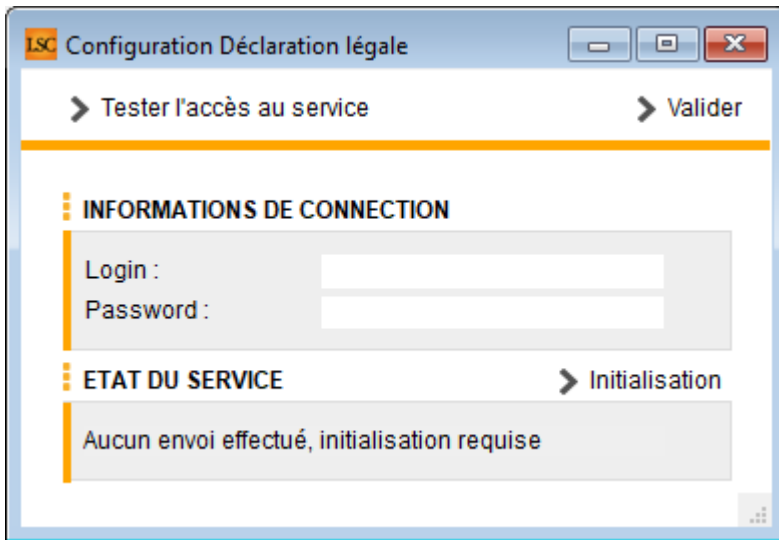 LSC Configuration Déclaration légale
Tester l'accès au service Valider
INFORMATIONS DE CONNECTION
Login :
Password :
ETAT DU SERVICE Initialisation
Aucun envoi effectué, initialisation requise